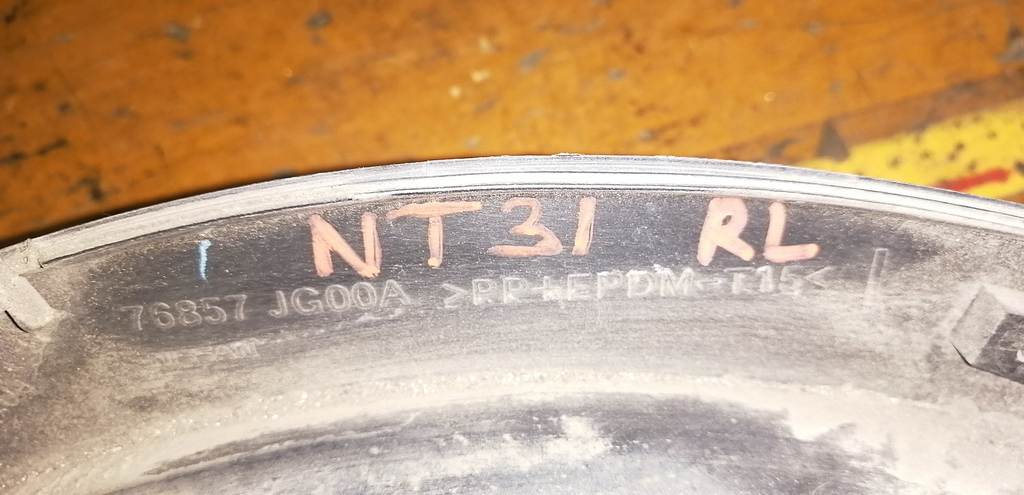 NT31 RL
76857 JG00A >PP+EPDM-T15<